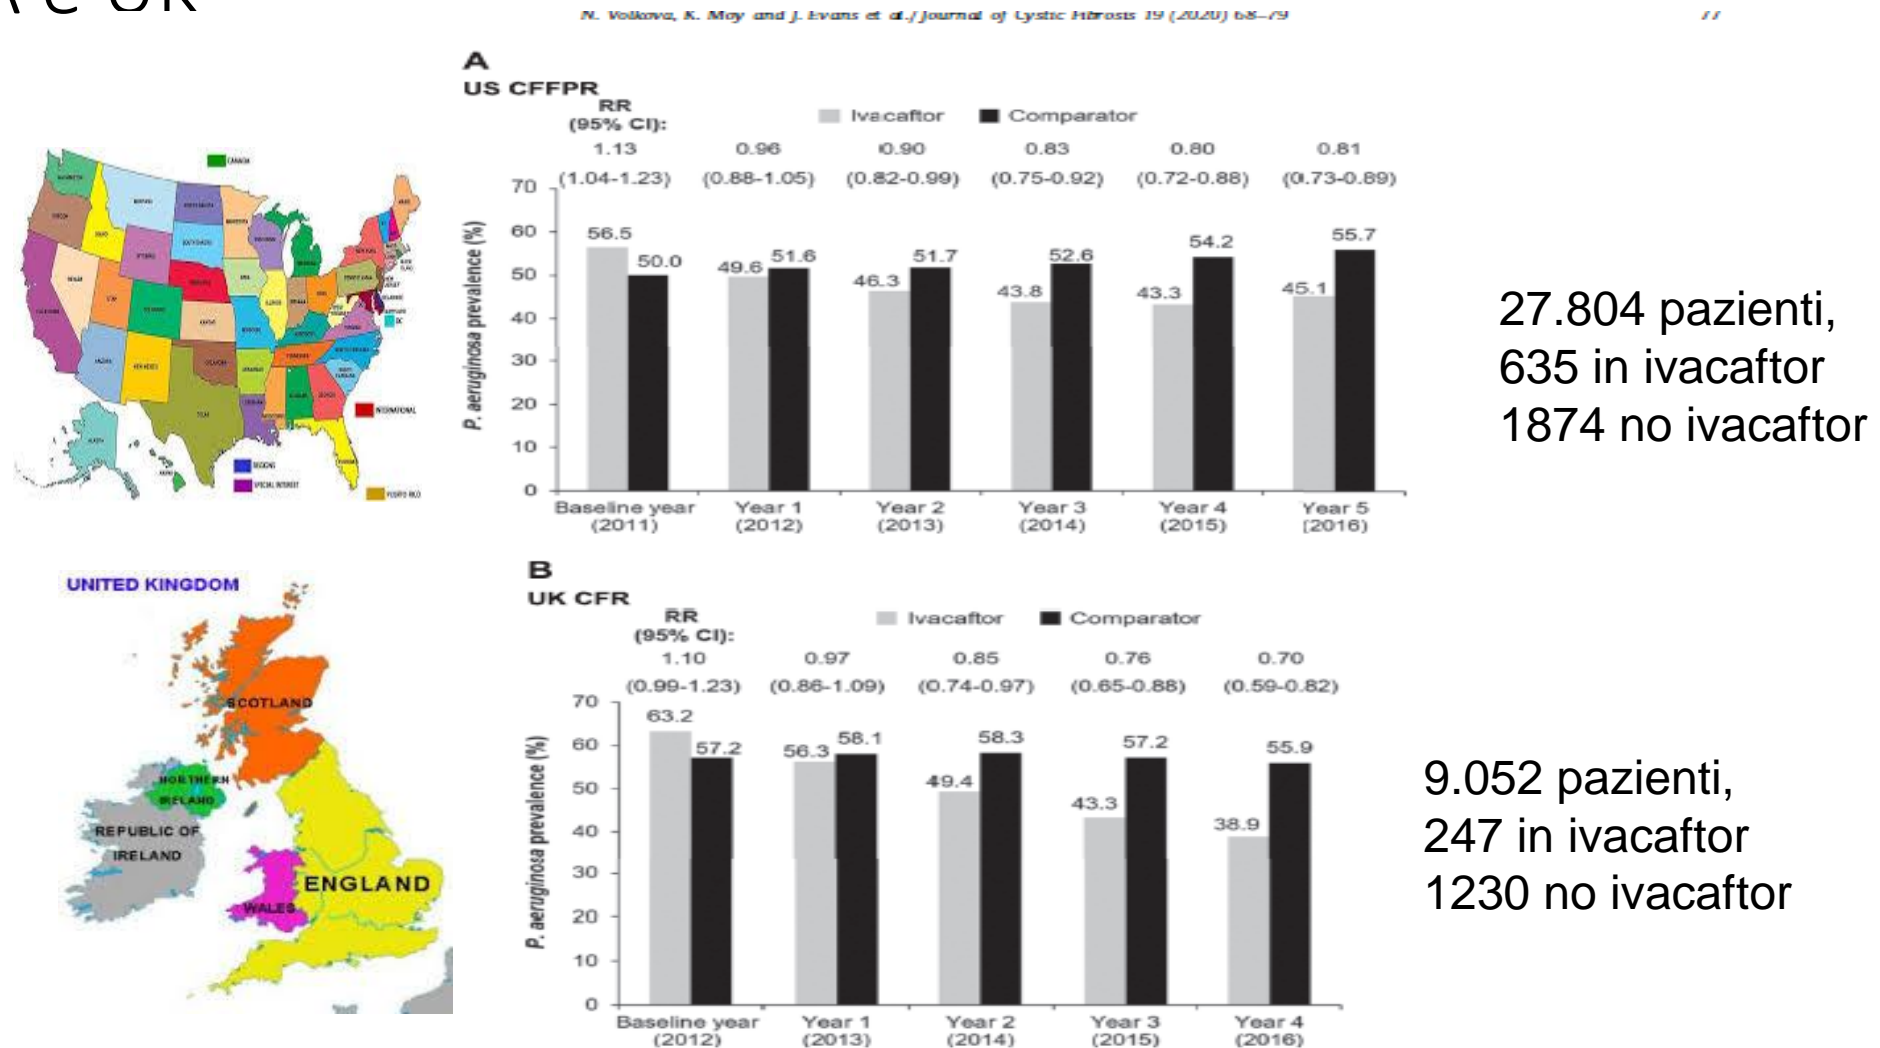 N. Volkova, K. Moy and J. Evans et al./Journal of Cystic Fibrosis 19 (2020) 68–79
77
A
US CFFPR
RR
(95% CI):
Ivacaftor
Comparator
1.13 0.96 0.90 0.83 0.80 0.81
(1.04-1.23) (0.88-1.05) (0.82-0.99) (0.75-0.92) (0.72-0.88) (0.73-0.89)
P. aeruginosa prevalence (%)
70
60
50
40
30
20
10
0
56.5 50.0 49.6 51.6 46.3 51.7 43.8 52.6 43.3 54.2 45.1 55.7
Baseline year Year 1 Year 2 Year 3 Year 4 Year 5
(2011) (2012) (2013) (2014) (2015) (2016)
CANADA
INTERNATIONAL
REGIONS
SPECIAL INTEREST
PUERTO RICO
27.804 pazienti,
635 in ivacaftor
1874 no ivacaftor
UNITED KINGDOM
SCOTLAND
NORTHERN
IRELAND
REPUBLIC OF
IRELAND
ENGLAND
WALES
B
UK CFR
RR
(95% CI):
Ivacaftor
Comparator
1.10 0.97 0.85 0.76 0.70
(0.99-1.23) (0.86-1.09) (0.74-0.97) (0.65-0.88) (0.59-0.82)
P. aeruginosa prevalence (%)
70
60
50
40
30
20
10
0
63.2 57.2 56.3 58.1 49.4 58.3 43.3 57.2 38.9 55.9
Baseline year Year 1 Year 2 Year 3 Year 4
(2012) (2013) (2014) (2015) (2016)
9.052 pazienti,
247 in ivacaftor
1230 no ivacaftor